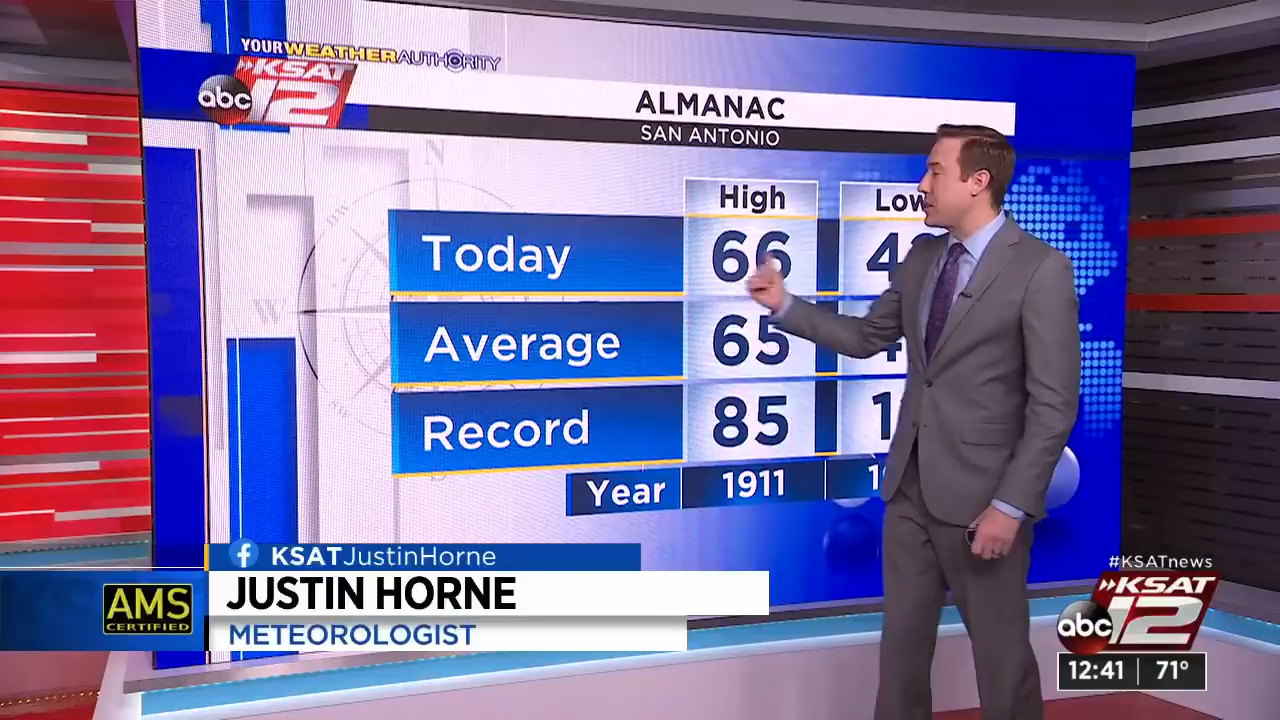 YOUR WEATHER AUTHORITY
abc KSAT 12
ALMANAC
SAN ANTONIO
High Low
Today 66
Average 65
Record 85
Year 1911
KSATJustinHorne
AMS CERTIFIED
JUSTIN HORNE
METEOROLOGIST
#KSATnews
abc KSAT 12
12:41 71°
N
W